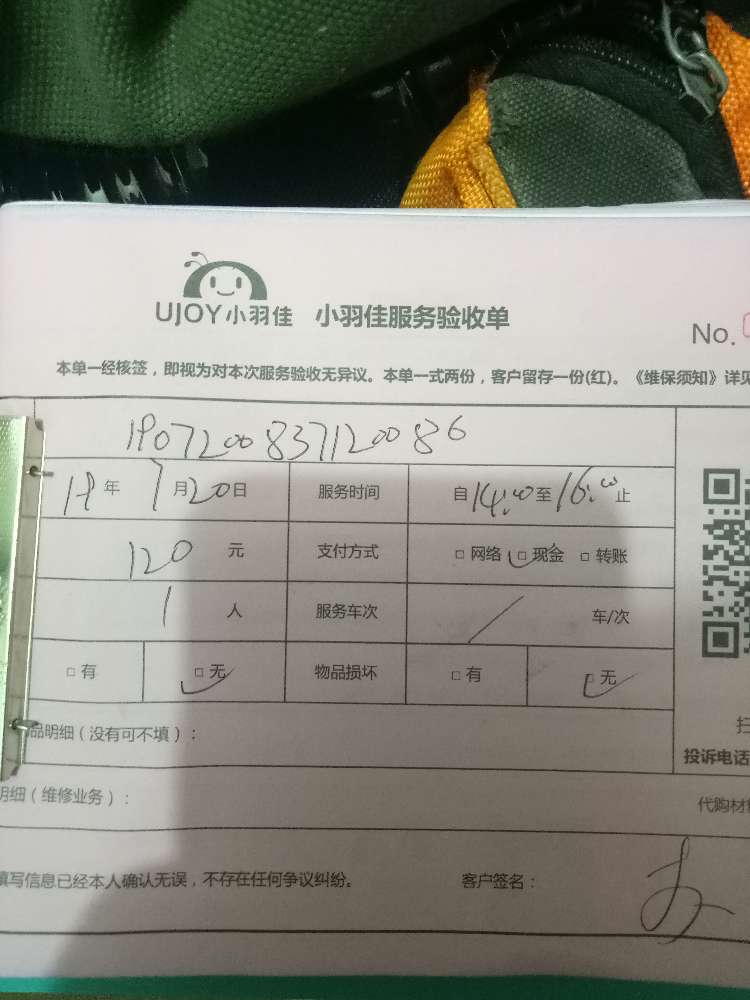 UJOY小羽佳 小羽佳服务验收单
No.
本单一经核签，即视为对本次服务验收无异议。本单一式两份，客户留存一份(红)。《维保须知》详见
1907200837120086
19年 7月20日 服务时间 自14:00至16:00止
120 元 支付方式 □ 网络 □ 现金 □ 转账
1 人 服务车次 / 车/次
□ 有 □ 无 物品损坏 □ 有 □ 无
品明细（没有可不填）：
扫
投诉电话
明细（维修业务）：
代购材
填写信息已经本人确认无误，不存在任何争议纠纷。 客户签名：